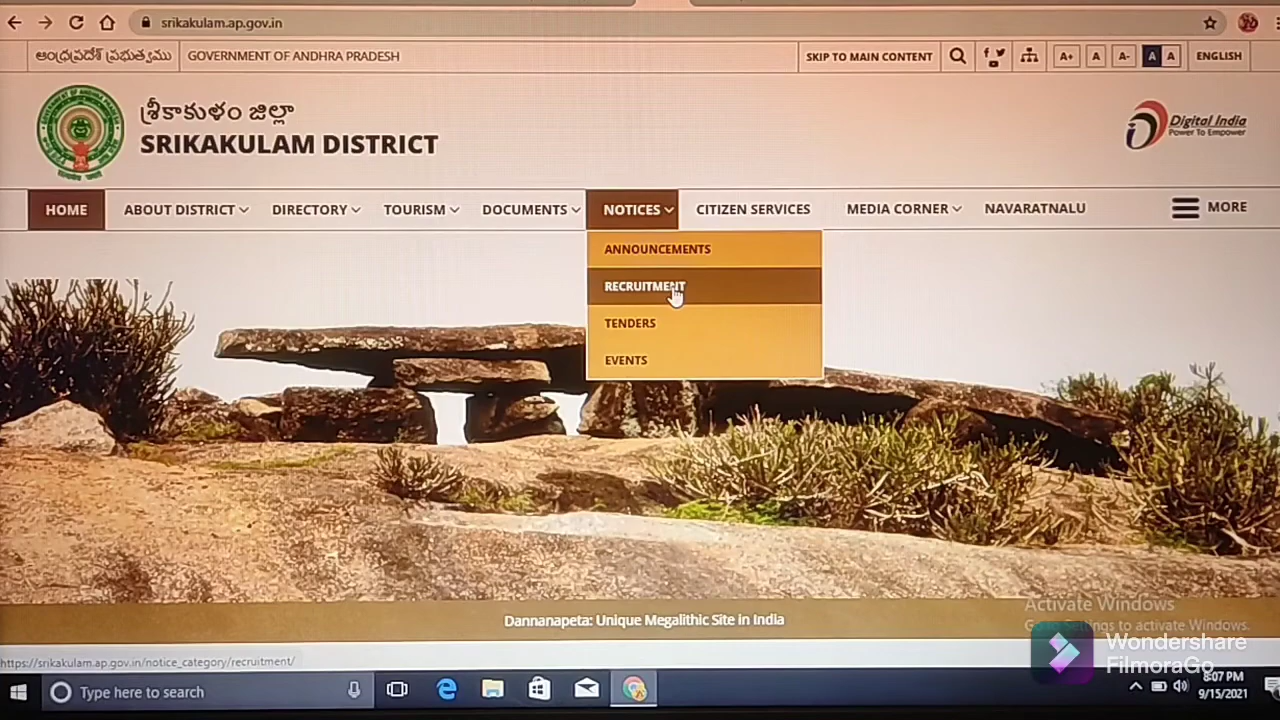 srikakulam.ap.gov.in
ఆంధ్రప్రదేశ్ ప్రభుత్వము
GOVERNMENT OF ANDHRA PRADESH
SKIP TO MAIN CONTENT
A+
A
A-
A
A
ENGLISH
శ్రీకాకుళం జిల్లా
SRIKAKULAM DISTRICT
Digital India
Power To Empower
HOME
ABOUT DISTRICT
DIRECTORY
TOURISM
DOCUMENTS
NOTICES
CITIZEN SERVICES
MEDIA CORNER
NAVARATNALU
MORE
ANNOUNCEMENTS
RECRUITMENT
TENDERS
EVENTS
Dannanapeta: Unique Megalithic Site in India
Activate Windows
Go to Settings to activate Windows.
Wondershare
FilmoraGo
https://srikakulam.ap.gov.in/notice_category/recruitment/
Type here to search
8:07 PM
9/15/2021